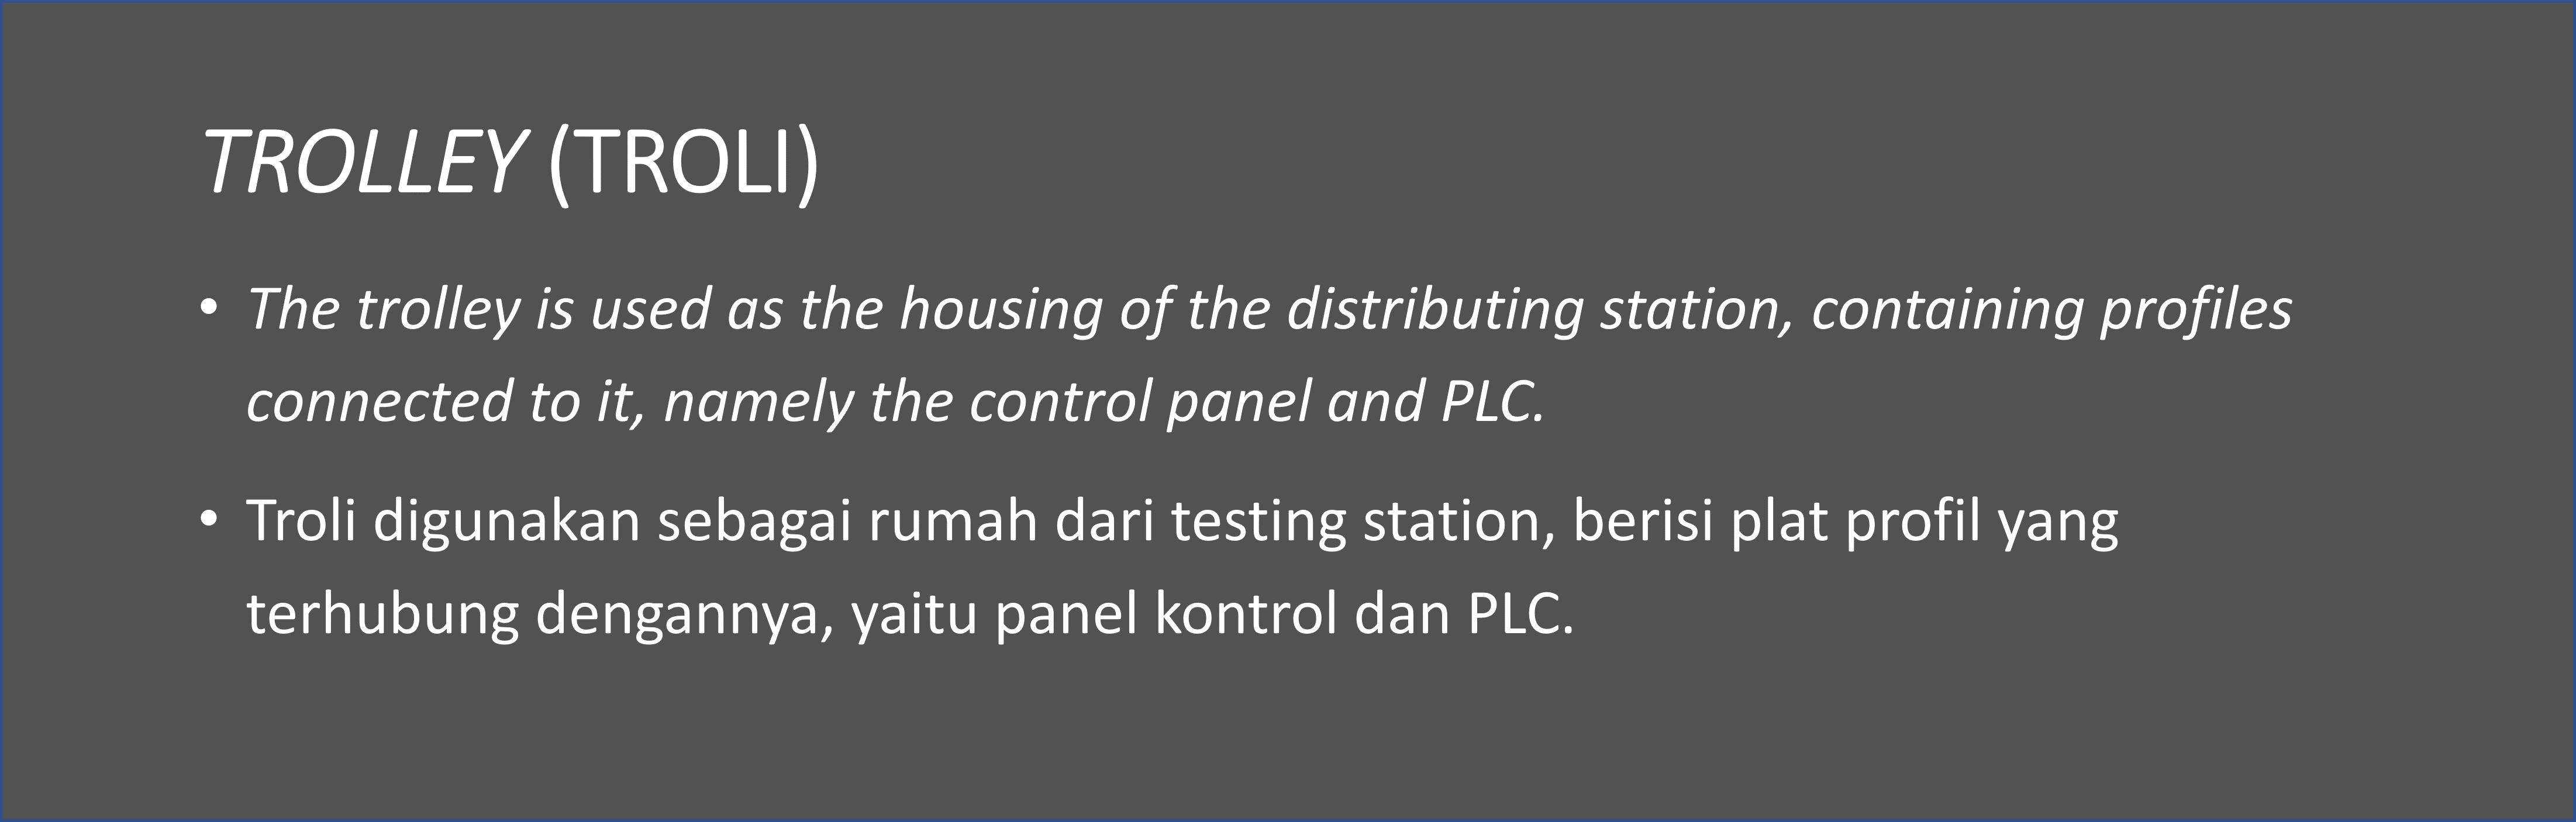 TROLLEY (TROLI)
• The trolley is used as the housing of the distributing station, containing profiles
connected to it, namely the control panel and PLC.
• Troli digunakan sebagai rumah dari testing station, berisi plat profil yang
terhubung dengannya, yaitu panel kontrol dan PLC.